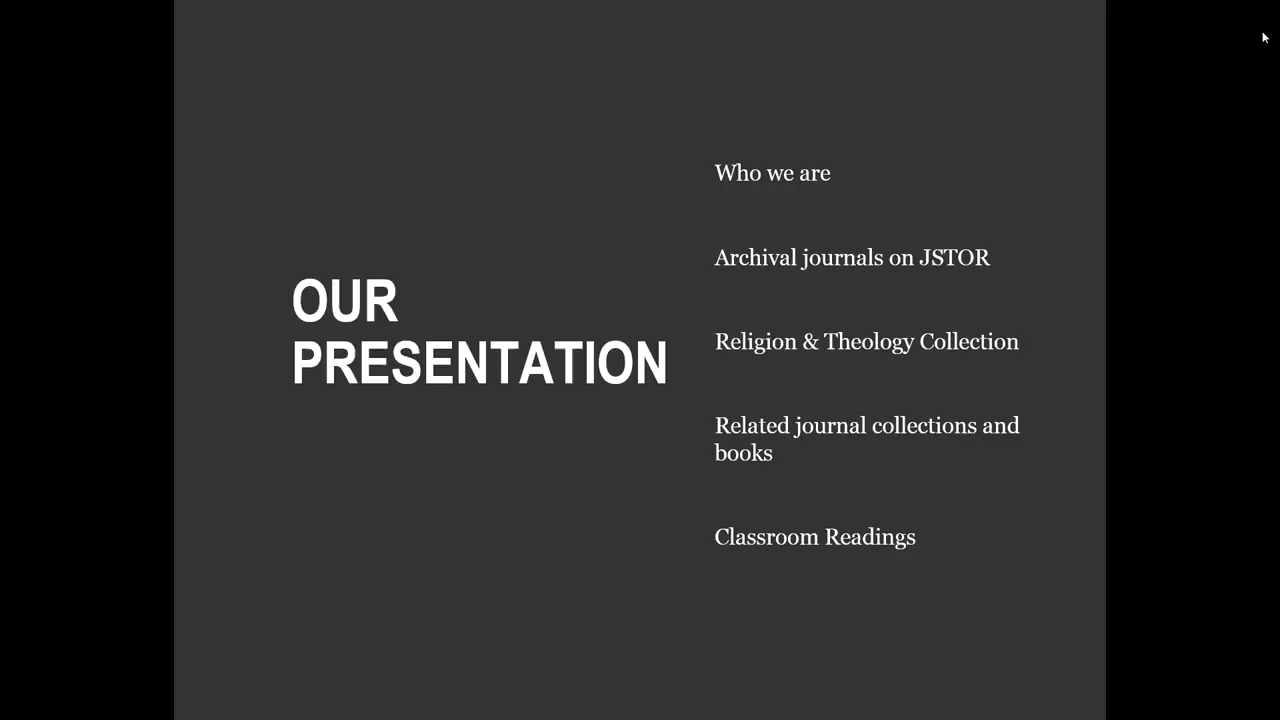 OUR
PRESENTATION
Who we are
Archival journals on JSTOR
Religion & Theology Collection
Related journal collections and
books
Classroom Readings